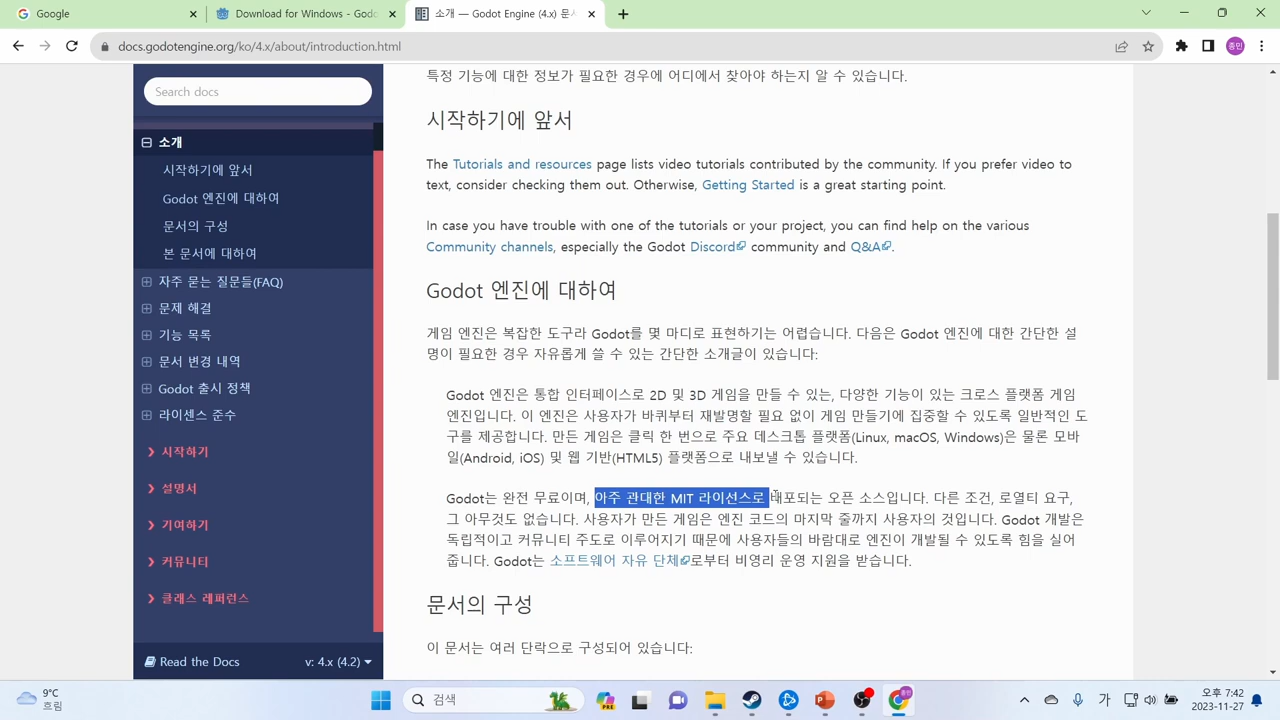 Google
Download for Windows - Godo
소개 — Godot Engine (4.x) 문서
docs.godotengine.org/ko/4.x/about/introduction.html
종민
Search docs
소개
시작하기에 앞서
Godot 엔진에 대하여
문서의 구성
본 문서에 대하여
자주 묻는 질문들(FAQ)
문제 해결
기능 목록
문서 변경 내역
Godot 출시 정책
라이센스 준수
시작하기
설명서
기여하기
커뮤니티
클래스 레퍼런스
Read the Docs
v: 4.x (4.2)
특정 기능에 대한 정보가 필요한 경우에 어디에서 찾아야 하는지 알 수 있습니다.
시작하기에 앞서
The Tutorials and resources page lists video tutorials contributed by the community. If you prefer video to
text, consider checking them out. Otherwise, Getting Started is a great starting point.
In case you have trouble with one of the tutorials or your project, you can find help on the various
Community channels, especially the Godot Discord community and Q&A.
Godot 엔진에 대하여
게임 엔진은 복잡한 도구라 Godot를 몇 마디로 표현하기는 어렵습니다. 다음은 Godot 엔진에 대한 간단한 설
명이 필요한 경우 자유롭게 쓸 수 있는 간단한 소개글이 있습니다:
Godot 엔진은 통합 인터페이스로 2D 및 3D 게임을 만들 수 있는, 다양한 기능이 있는 크로스 플랫폼 게임
엔진입니다. 이 엔진은 사용자가 바퀴부터 재발명할 필요 없이 게임 만들기에 집중할 수 있도록 일반적인 도
구를 제공합니다. 만든 게임은 클릭 한 번으로 주요 데스크톱 플랫폼(Linux, macOS, Windows)은 물론 모바
일(Android, iOS) 및 웹 기반(HTML5) 플랫폼으로 내보낼 수 있습니다.
Godot는 완전 무료이며, 아주 관대한 MIT 라이선스로 배포되는 오픈 소스입니다. 다른 조건, 로열티 요구,
그 아무것도 없습니다. 사용자가 만든 게임은 엔진 코드의 마지막 줄까지 사용자의 것입니다. Godot 개발은
독립적이고 커뮤니티 주도로 이루어지기 때문에 사용자들의 바람대로 엔진이 개발될 수 있도록 힘을 실어
줍니다. Godot는 소프트웨어 자유 단체로부터 비영리 운영 지원을 받습니다.
문서의 구성
이 문서는 여러 단락으로 구성되어 있습니다:
9°C
흐림
검색
PRE
종민
가
오후 7:42
2023-11-27